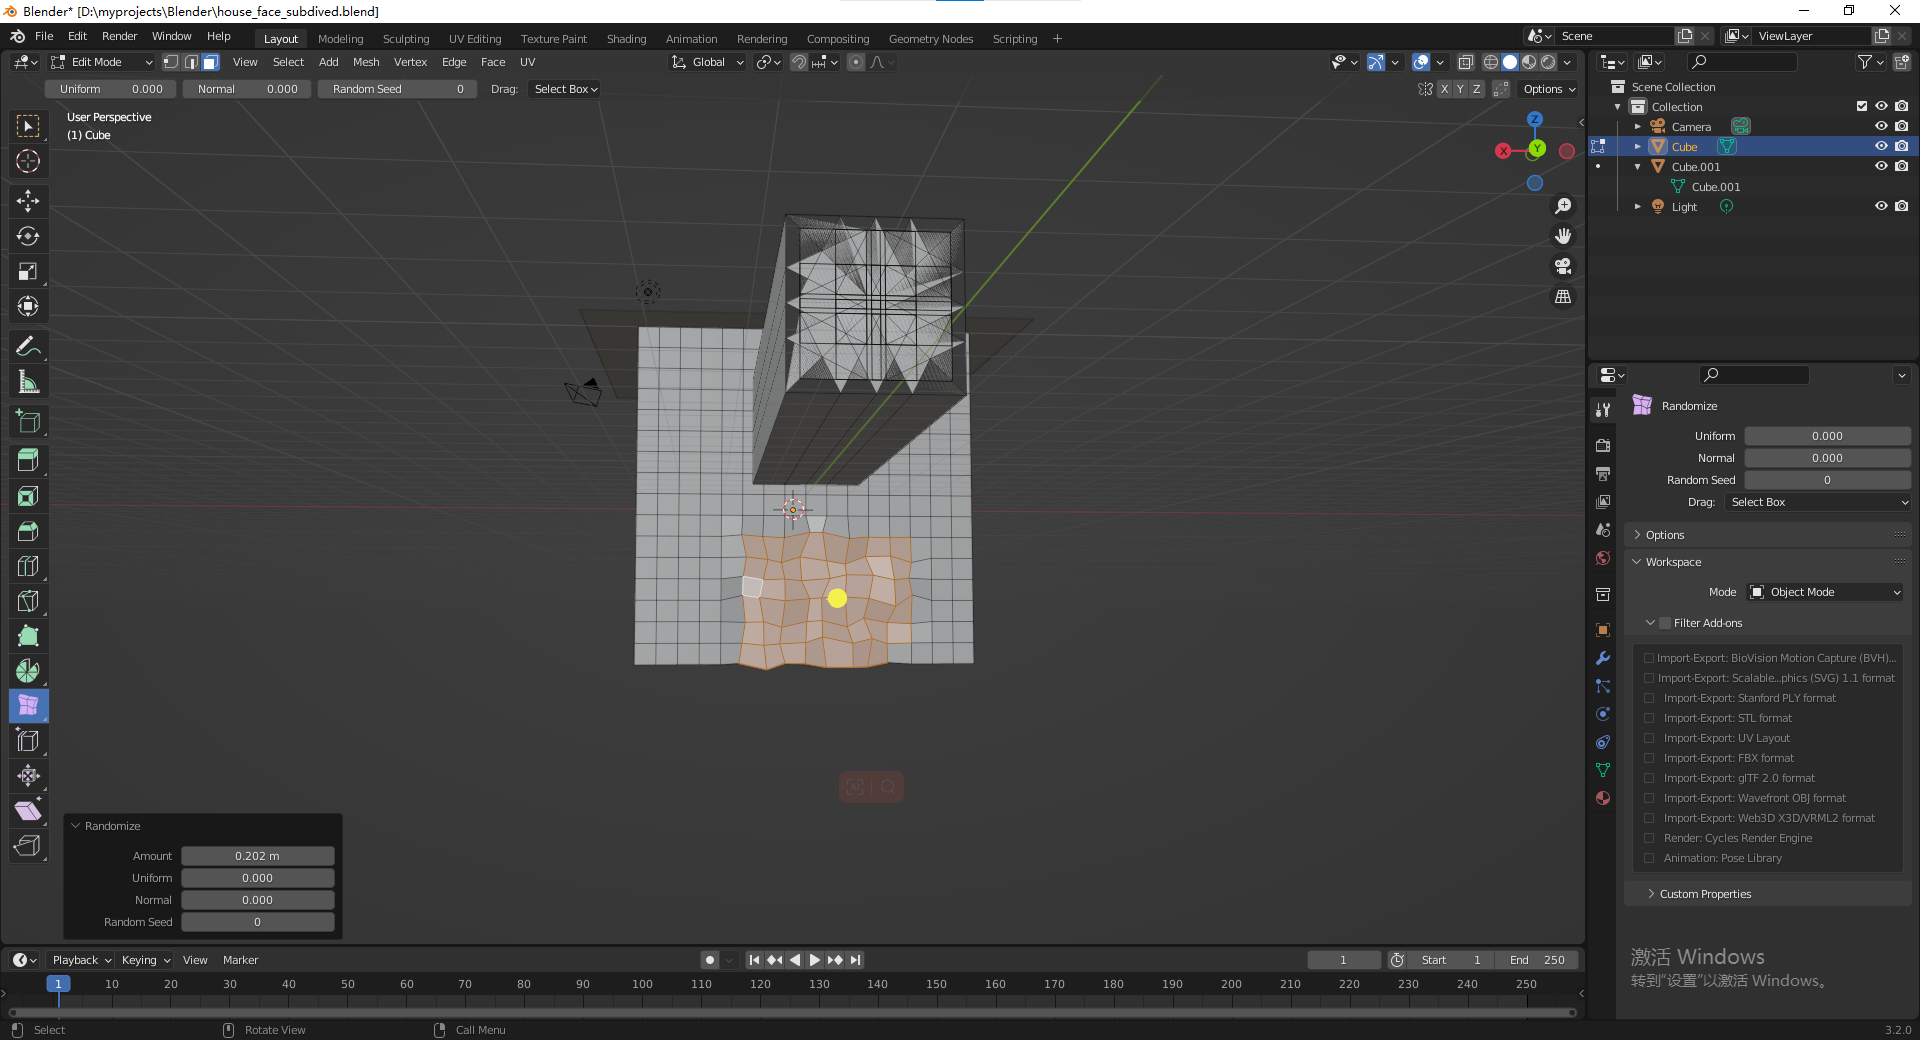 Blender* [D:\myprojects\Blender\house_face_subdived.blend]
File Edit Render Window Help Layout Modeling Sculpting UV Editing Texture Paint Shading Animation Rendering Compositing Geometry Nodes Scripting + Scene ViewLayer
Edit Mode View Select Add Mesh Vertex Edge Face UV Global
Uniform 0.000 Normal 0.000 Random Seed 0 Drag: Select Box X Y Z Options
User Perspective
(1) Cube
Z
X Y
Scene Collection
Collection
Camera
Cube
Cube.001
Cube.001
Light
Randomize
Uniform 0.000
Normal 0.000
Random Seed 0
Drag: Select Box
Options
Workspace
Mode Object Mode
Filter Add-ons
Import-Export: BioVision Motion Capture (BVH)...
Import-Export: Scalable...phics (SVG) 1.1 format
Import-Export: Stanford PLY format
Import-Export: STL format
Import-Export: UV Layout
Import-Export: FBX format
Import-Export: glTF 2.0 format
Import-Export: Wavefront OBJ format
Import-Export: Web3D X3D/VRML2 format
Render: Cycles Render Engine
Animation: Pose Library
Custom Properties
Randomize
Amount 0.202 m
Uniform 0.000
Normal 0.000
Random Seed 0
激活 Windows
转到“设置”以激活 Windows。
Playback Keying View Marker 1 Start 1 End 250
1 10 20 30 40 50 60 70 80 90 100 110 120 130 140 150 160 170 180 190 200 210 220 230 240 250
Select Rotate View Call Menu 3.2.0